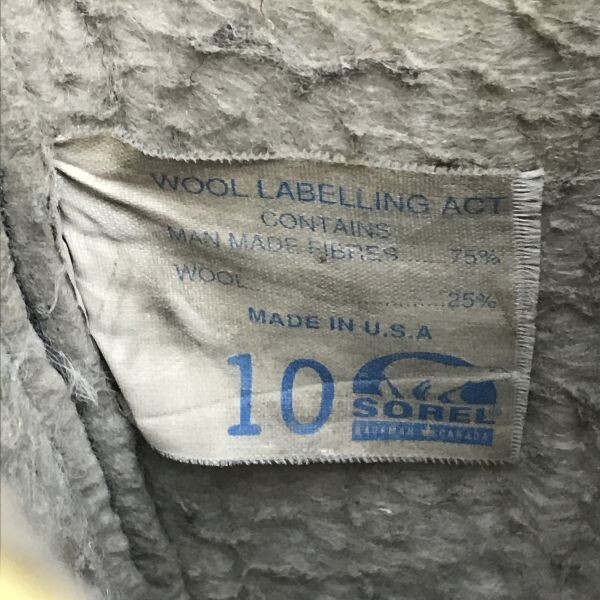 WOOL LABELLING ACT
CONTAINS
MAN MADE FIBRES......75%
WOOL......................25%
MADE IN U.S.A
10
SOREL
KAUFMAN CANADA